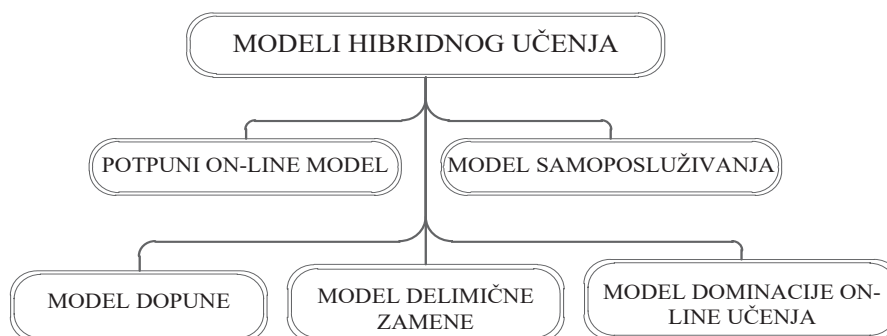 MODELI HIBRIDNOG UČENJA
POTPUNI ON-LINE MODEL
MODEL SAMOPOSLUŽIVANJA
MODEL DOPUNE
MODEL DELIMIČNE
ZAMENE
MODEL DOMINACIJE ON-
LINE UČENJA